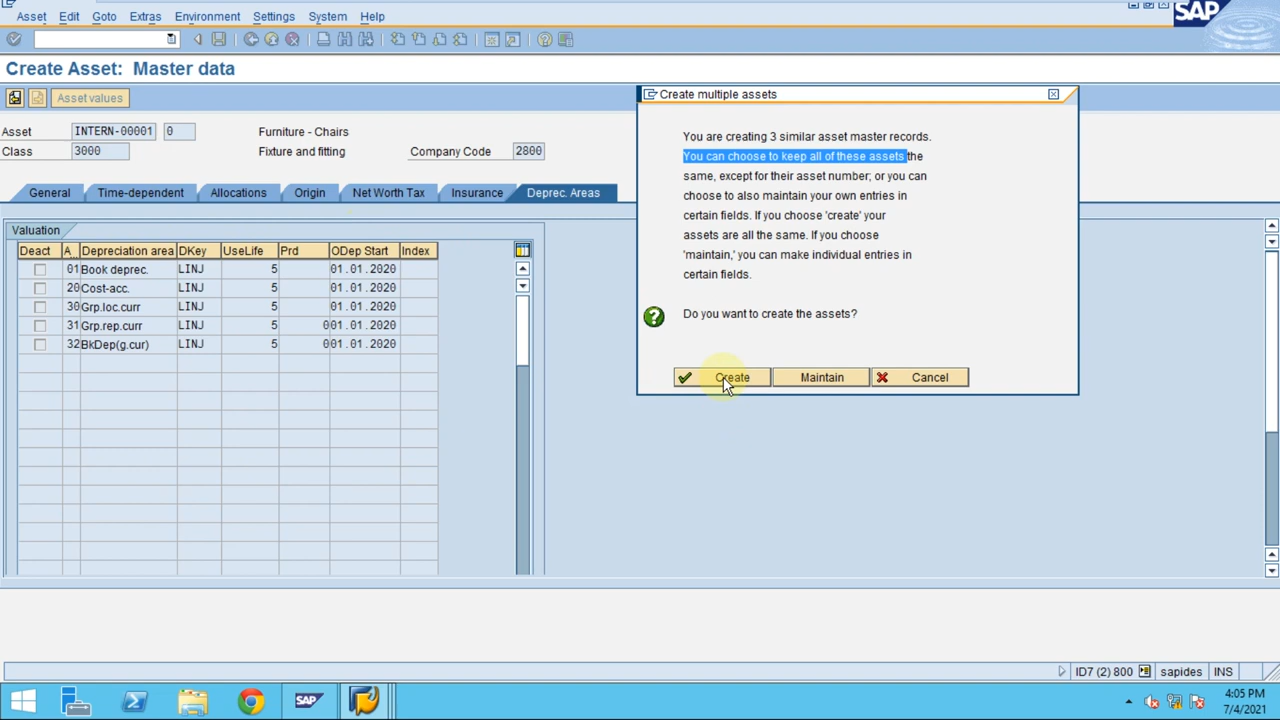 Asset Edit Goto Extras Environment Settings System Help
SAP
Create Asset: Master data
Asset values
Asset INTERN-00001 0 Furniture - Chairs
Class 3000 Fixture and fitting Company Code 2800
General Time-dependent Allocations Origin Net Worth Tax Insurance Deprec. Areas
Valuation
Deact A... Depreciation area DKey UseLife Prd ODep Start Index
01 Book deprec. LINJ 5 01.01.2020
20 Cost-acc. LINJ 5 01.01.2020
30 Grp.loc.curr LINJ 5 01.01.2020
31 Grp.rep.curr LINJ 5 0 01.01.2020
32 BkDep(g.cur) LINJ 5 0 01.01.2020
Create multiple assets
You are creating 3 similar asset master records.
You can choose to keep all of these assets the
same, except for their asset number; or you can
choose to also maintain your own entries in
certain fields. If you choose 'create' your
assets are all the same. If you choose
'maintain,' you can make individual entries in
certain fields.
Do you want to create the assets?
Create Maintain Cancel
ID7 (2) 800 sapides INS
SAP
4:05 PM
7/4/2021